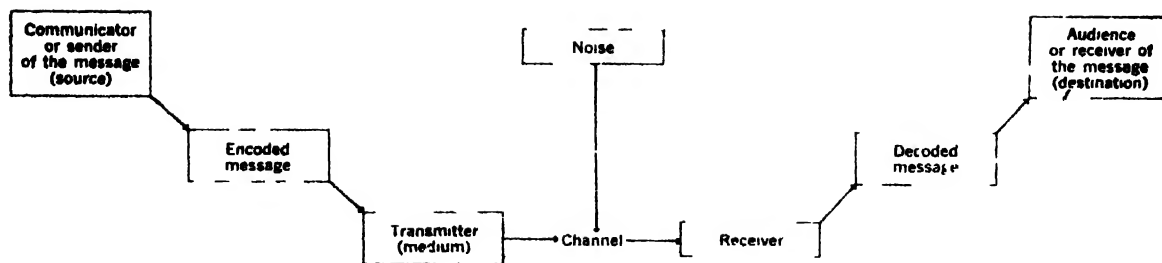 Communicator
or sender
of the message
(source)
Encoded
message
Transmitter
(medium)
Noise
Channel
Receiver
Decoded
message
Audience
or receiver of
the message
(destination)